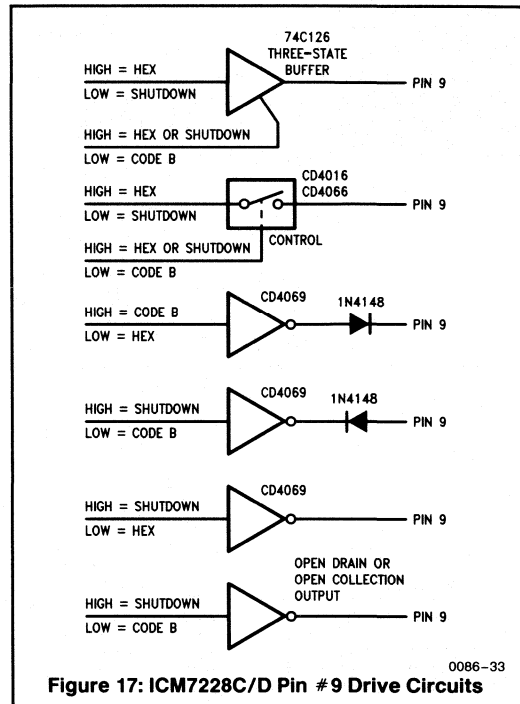 74C126
THREE-STATE
BUFFER
HIGH = HEX
LOW = SHUTDOWN
PIN 9
HIGH = HEX OR SHUTDOWN
LOW = CODE B
CD4016
CD4066
HIGH = HEX
LOW = SHUTDOWN
PIN 9
CONTROL
HIGH = HEX OR SHUTDOWN
LOW = CODE B
CD4069
1N4148
HIGH = CODE B
LOW = HEX
PIN 9
CD4069
1N4148
HIGH = SHUTDOWN
LOW = CODE B
PIN 9
CD4069
HIGH = SHUTDOWN
LOW = HEX
PIN 9
OPEN DRAIN OR
OPEN COLLECTION
OUTPUT
HIGH = SHUTDOWN
LOW = CODE B
PIN 9
0086–33
Figure 17: ICM7228C/D Pin #9 Drive Circuits